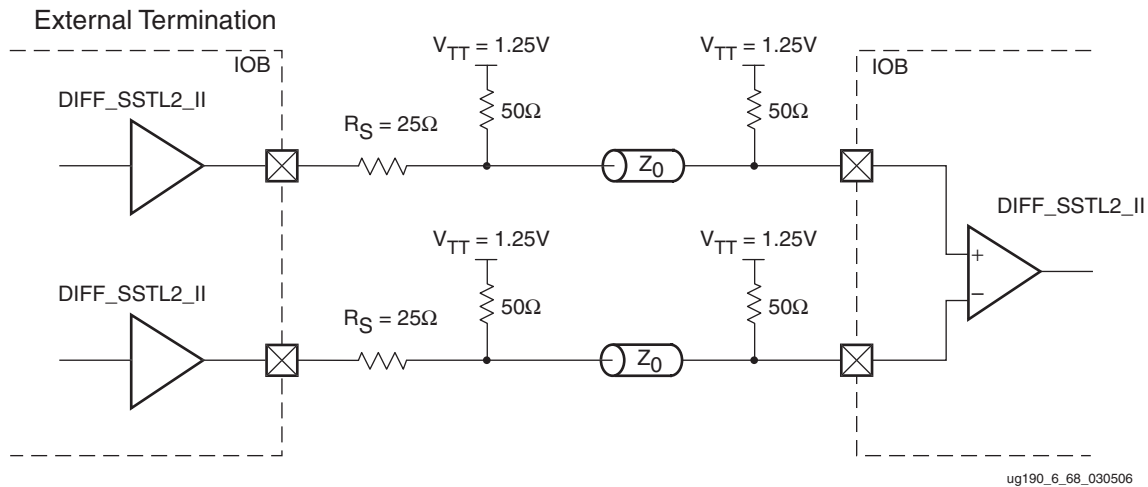 External Termination
IOB
DIFF_SSTL2_II
R_S = 25Ω
V_TT = 1.25V
50Ω
Z_0
V_TT = 1.25V
50Ω
IOB
DIFF_SSTL2_II
+
−
DIFF_SSTL2_II
R_S = 25Ω
V_TT = 1.25V
50Ω
Z_0
V_TT = 1.25V
50Ω
ug190_6_68_030506